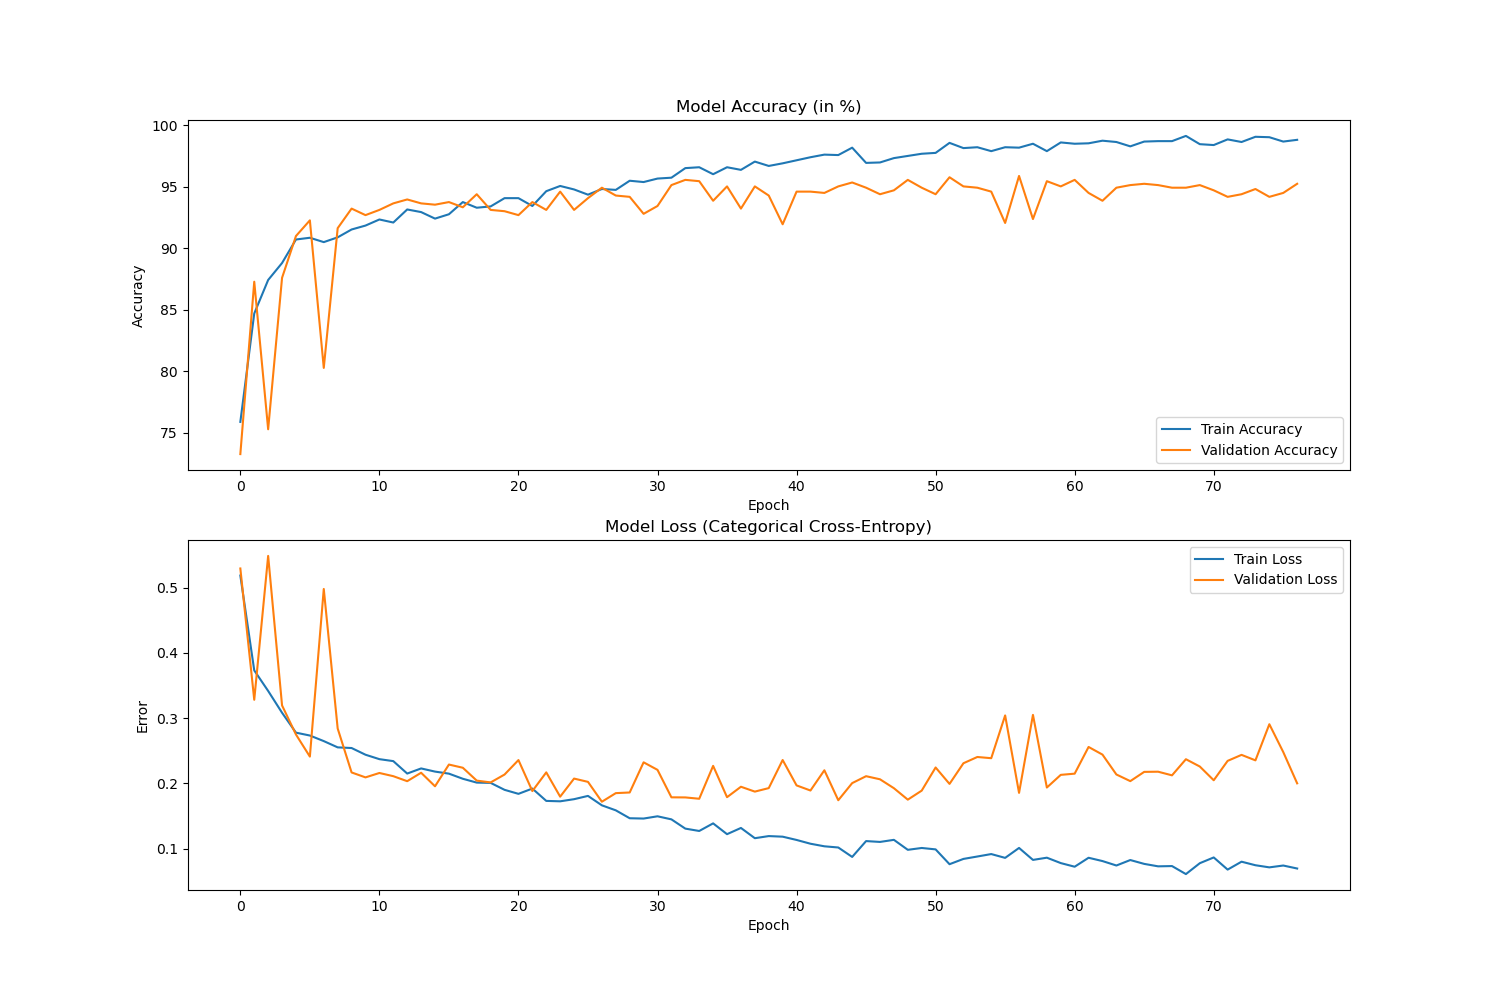 Model Accuracy (in %)
100
95
90
85
80
75
Accuracy
Train Accuracy
Validation Accuracy
0 10 20 30 40 50 60 70
Epoch
Model Loss (Categorical Cross-Entropy)
0.5
0.4
0.3
0.2
0.1
Error
Train Loss
Validation Loss
0 10 20 30 40 50 60 70
Epoch